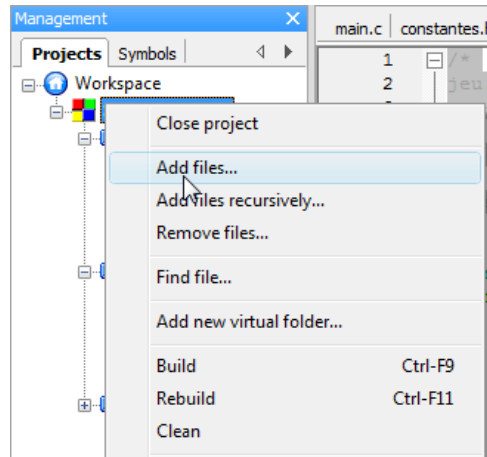 Management
main.c constantes.
Projects Symbols
1 /*
2 jeu
Workspace
Close project
Add files...
Add files recursively...
Remove files...
Find file...
Add new virtual folder...
Build Ctrl-F9
Rebuild Ctrl-F11
Clean